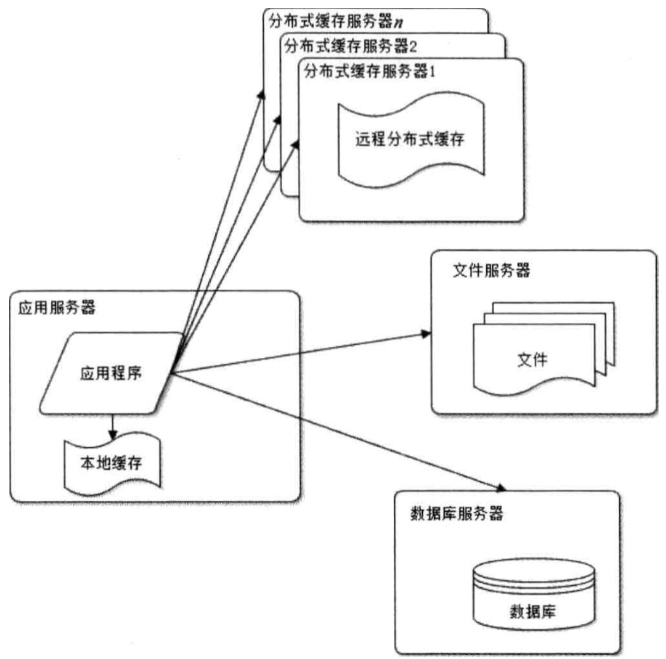 分布式缓存服务器n
分布式缓存服务器2
分布式缓存服务器1
远程分布式缓存
文件服务器
文件
应用服务器
应用程序
本地缓存
数据库服务器
数据库